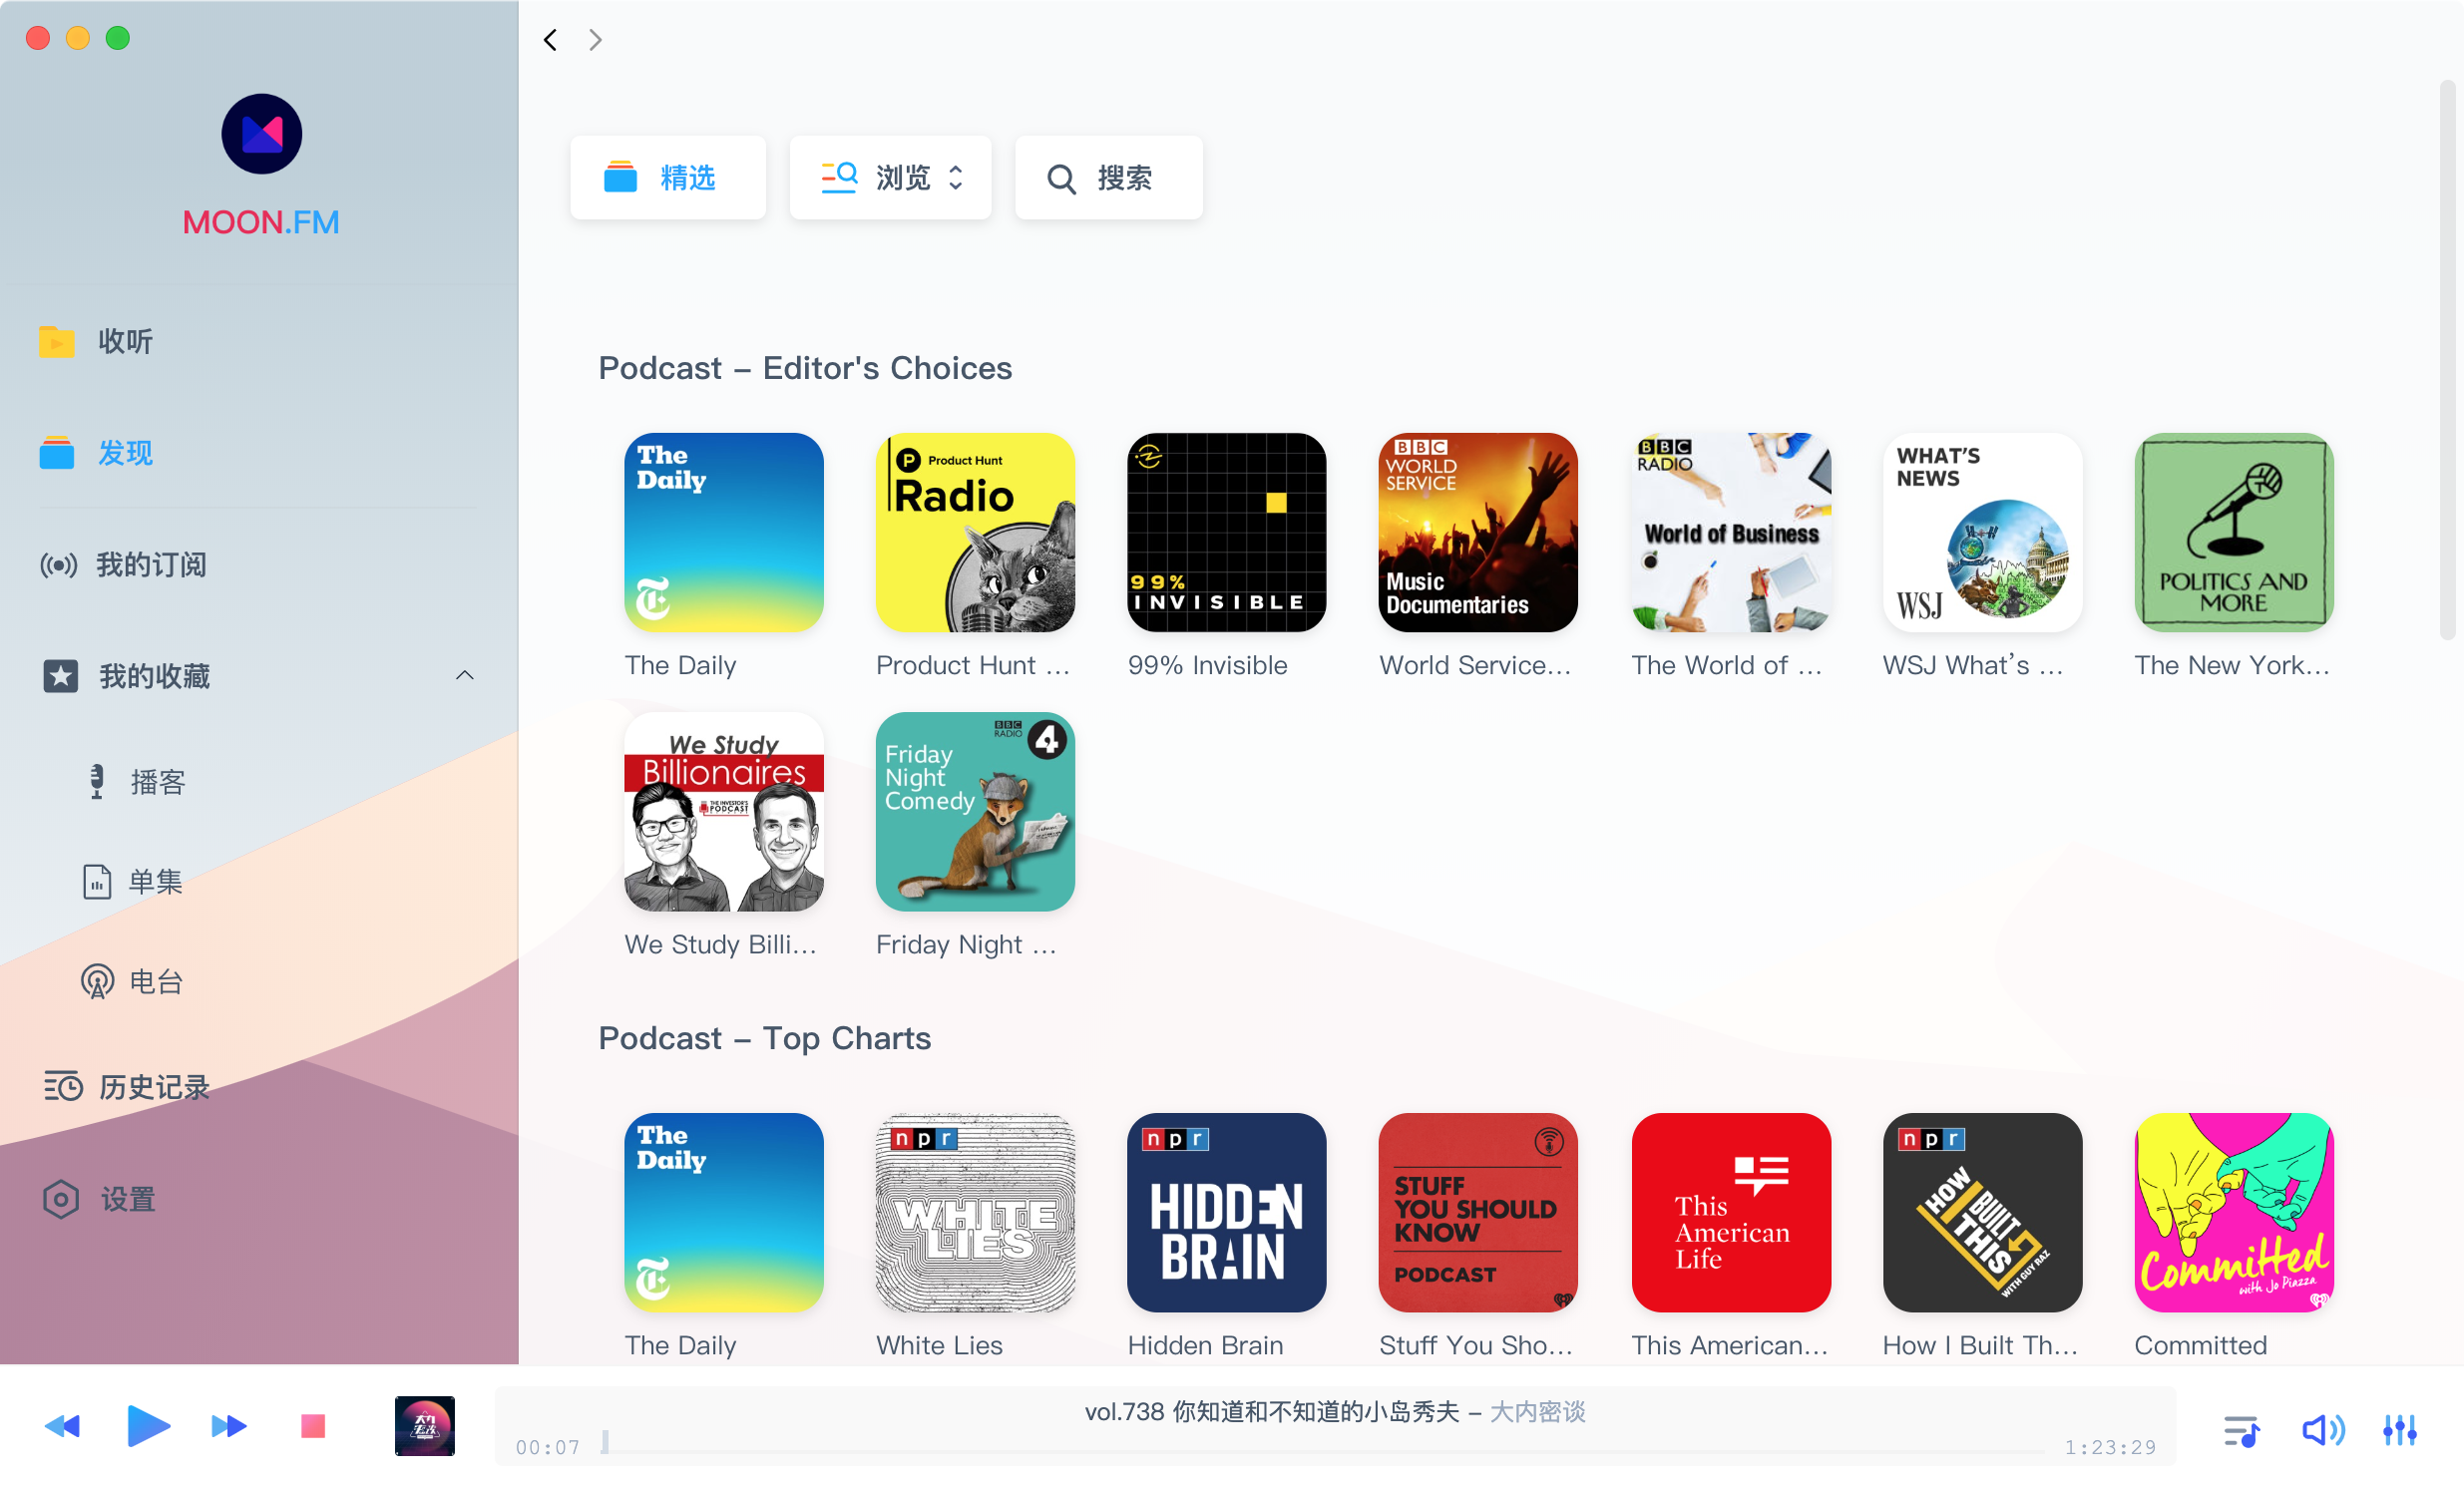 MOON.FM
收听
发现
我的订阅
我的收藏
播客
单集
电台
历史记录
设置
精选
浏览
搜索
Podcast – Editor's Choices
The
Daily
The Daily
P Product Hunt
Radio
Product Hunt ...
99%
INVISIBLE
99% Invisible
BBC
WORLD
SERVICE
Music
Documentaries
World Service...
BBC
RADIO
World of Business
The World of ...
WHAT'S
NEWS
WSJ
WSJ What's ...
POLITICS AND
MORE
The New York...
We Study
Billionaires
THE INVESTOR'S
PODCAST
We Study Billi...
BBC
RADIO
4
Friday
Night
Comedy
Friday Night ...
Podcast – Top Charts
The
Daily
The Daily
npr
WHITE
LIES
White Lies
npr
HIDDEN
BRAIN
Hidden Brain
STUFF
YOU SHOULD
KNOW
PODCAST
Stuff You Sho...
This
American
Life
This American...
npr
HOW
I BUILT
THIS
WITH GUY RAZ
How I Built Th...
Committed
with Jo Piazza
Committed
vol.738 你知道和不知道的小岛秀夫 – 大内密谈
00:07
1:23:29